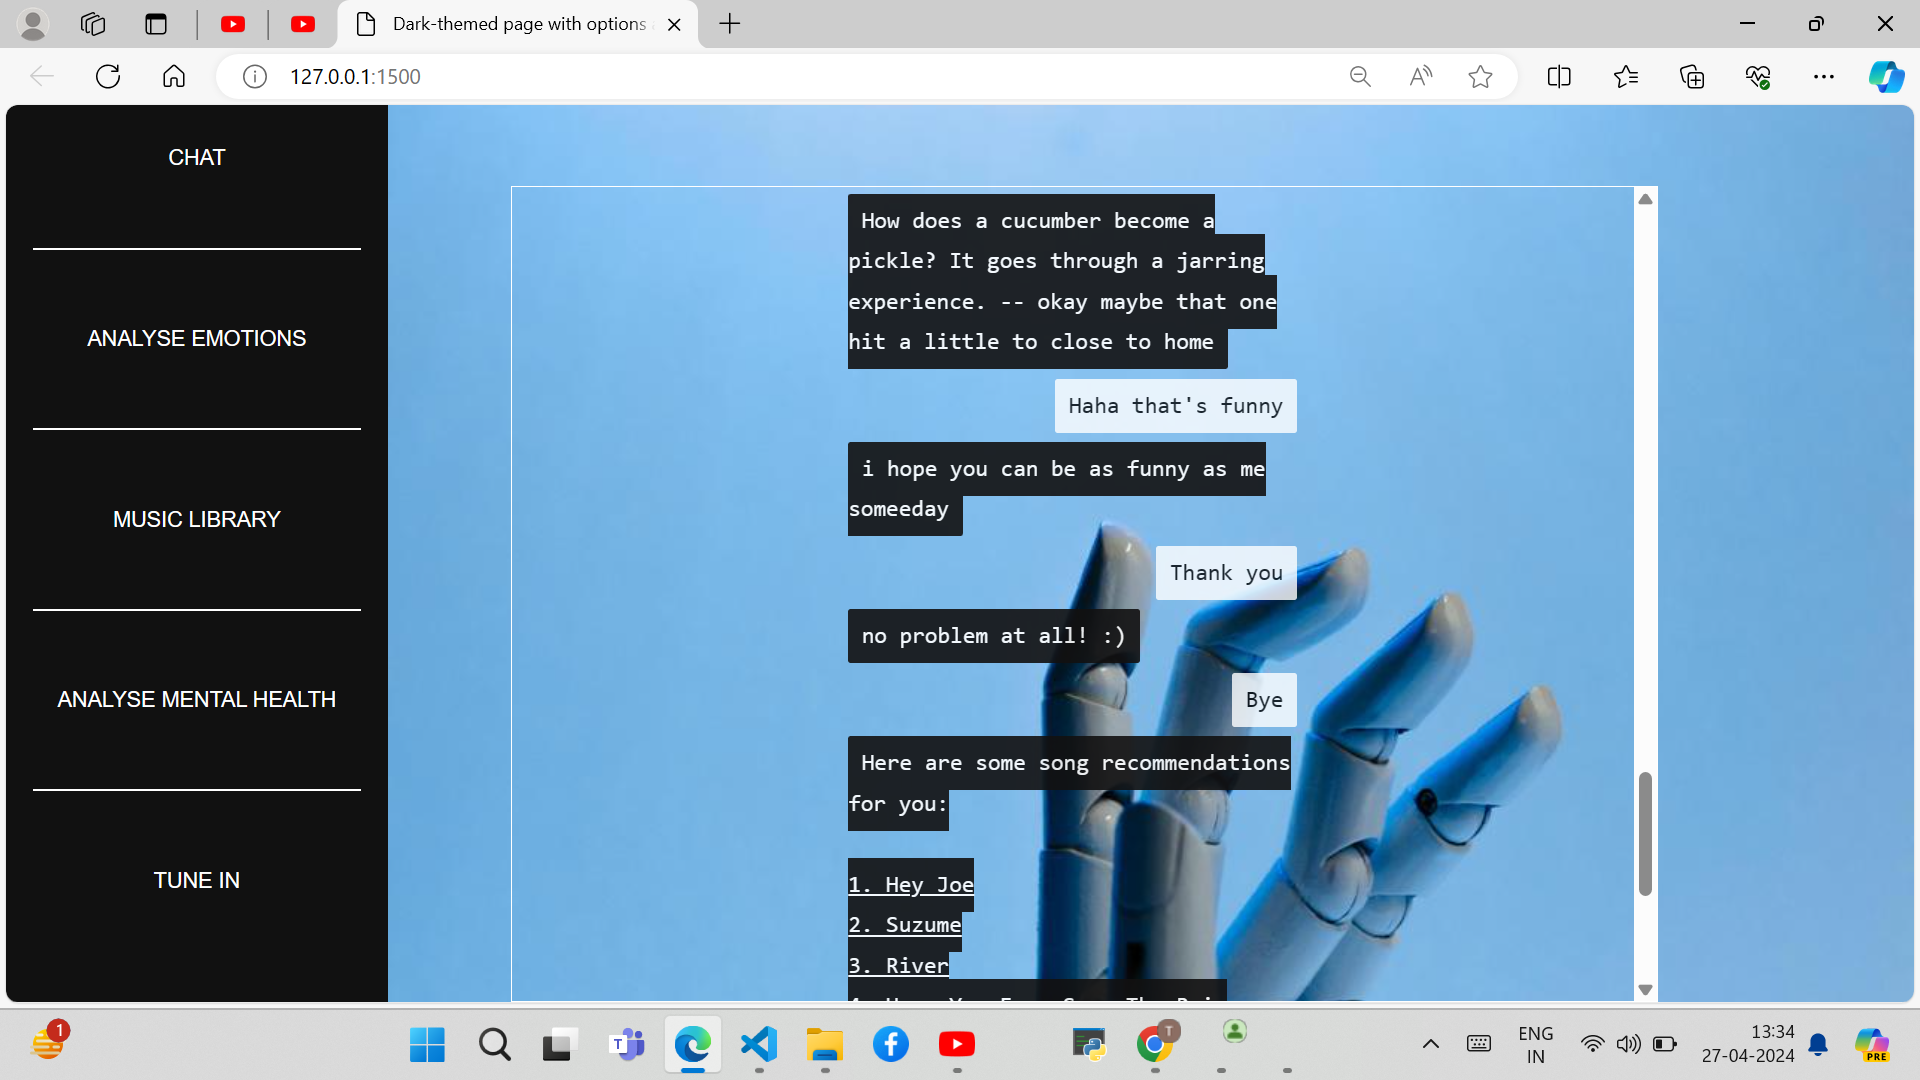 Dark-themed page with options
127.0.0.1:1500
CHAT
ANALYSE EMOTIONS
MUSIC LIBRARY
ANALYSE MENTAL HEALTH
TUNE IN
How does a cucumber become a
pickle? It goes through a jarring
experience. -- okay maybe that one
hit a little to close to home
Haha that's funny
i hope you can be as funny as me
someeday
Thank you
no problem at all! :)
Bye
Here are some song recommendations
for you:
1. Hey Joe
2. Suzume
3. River
1
T
T
ENG
IN
13:34
27-04-2024
PRE